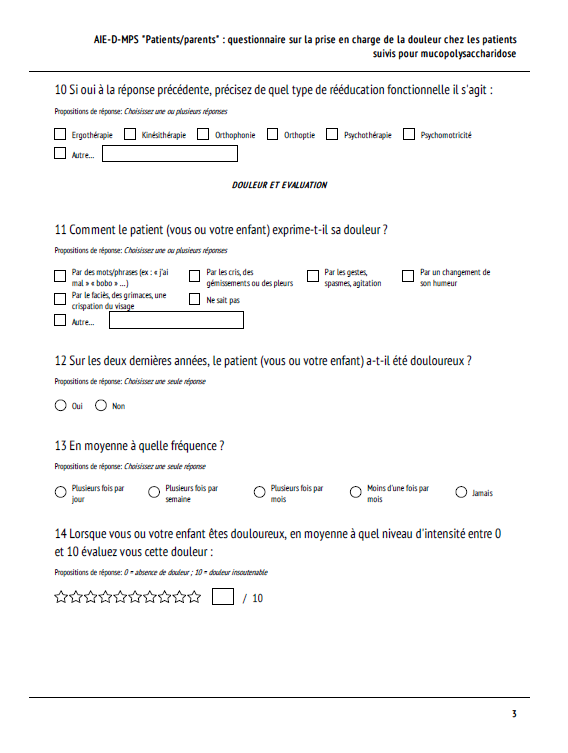 AIE-D-MPS "Patients/parents" : questionnaire sur la prise en charge de la douleur chez les patients
suivis pour mucopolysaccharidose
10 Si oui à la réponse précédente, précisez de quel type de rééducation fonctionnelle il s'agit :
Propositions de réponse: Choisissez une ou plusieurs réponses
Ergothérapie Kinésithérapie Orthophonie Orthoptie Psychothérapie Psychomotricité
Autre...
DOULEUR ET EVALUATION
11 Comment le patient (vous ou votre enfant) exprime-t-il sa douleur ?
Propositions de réponse: Choisissez une ou plusieurs réponses
Par des mots/phrases (ex : « j'ai
mal » « bobo » ...)
Par les cris, des
gémissements ou des pleurs
Par les gestes,
spasmes, agitation
Par un changement de
son humeur
Par le faciès, des grimaces, une
crispation du visage
Ne sait pas
Autre...
12 Sur les deux dernières années, le patient (vous ou votre enfant) a-t-il été douloureux ?
Propositions de réponse: Choisissez une seule réponse
Oui Non
13 En moyenne à quelle fréquence ?
Propositions de réponse: Choisissez une seule réponse
Plusieurs fois par
jour
Plusieurs fois par
semaine
Plusieurs fois par
mois
Moins d'une fois par
mois
Jamais
14 Lorsque vous ou votre enfant êtes douloureux, en moyenne à quel niveau d'intensité entre 0
et 10 évaluez vous cette douleur :
Propositions de réponse: 0 = absence de douleur ; 10 = douleur insoutenable
/ 10
3